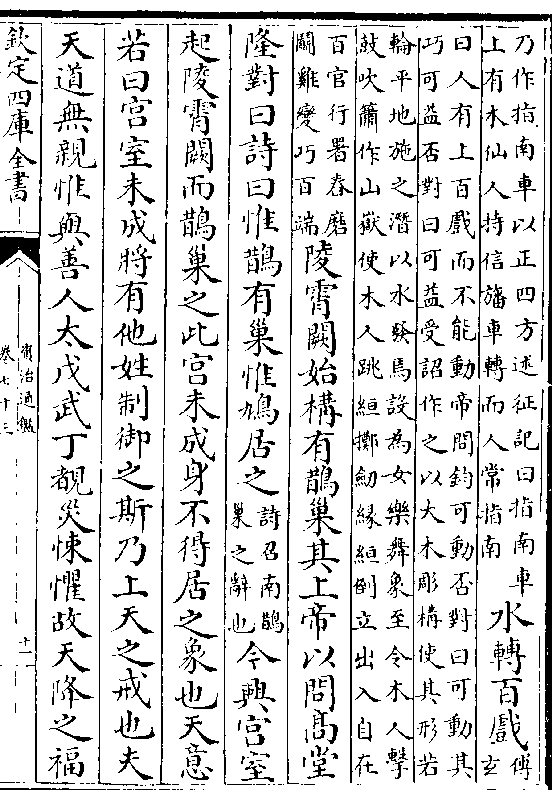 乃作指南車以正四方述征記曰指南車
上有木仙人持信旛車轉而人常指南
水轉百戲
傅
玄
曰人有上百戲而不能動帝問鈞可動否對曰可動其
巧可益否對曰可益受詔作之以大木彫構使其形若
輪平地施之潛以水發馬設為女樂舞象至令木人擊
鼓吹簫作山嶽使木人跳絙擲劒緣絙倒立出入自在
百官行署舂磨
鬬雞變巧百端
陵霄闕始構有鵲巢其上帝以問髙堂
隆對曰詩曰惟鵲有巢惟鳩居之
詩召南鵲
巢之辭也
今興宫室
起陵霄闕而鵲巢之此宫未成身不得居之象也天意
若曰宫室未成將有他姓制御之斯乃上天之戒也夫
天道無親惟與善人太戊武丁覩災悚懼故天降之福
欽定四庫全書
資治通鑑
卷七十三
十一